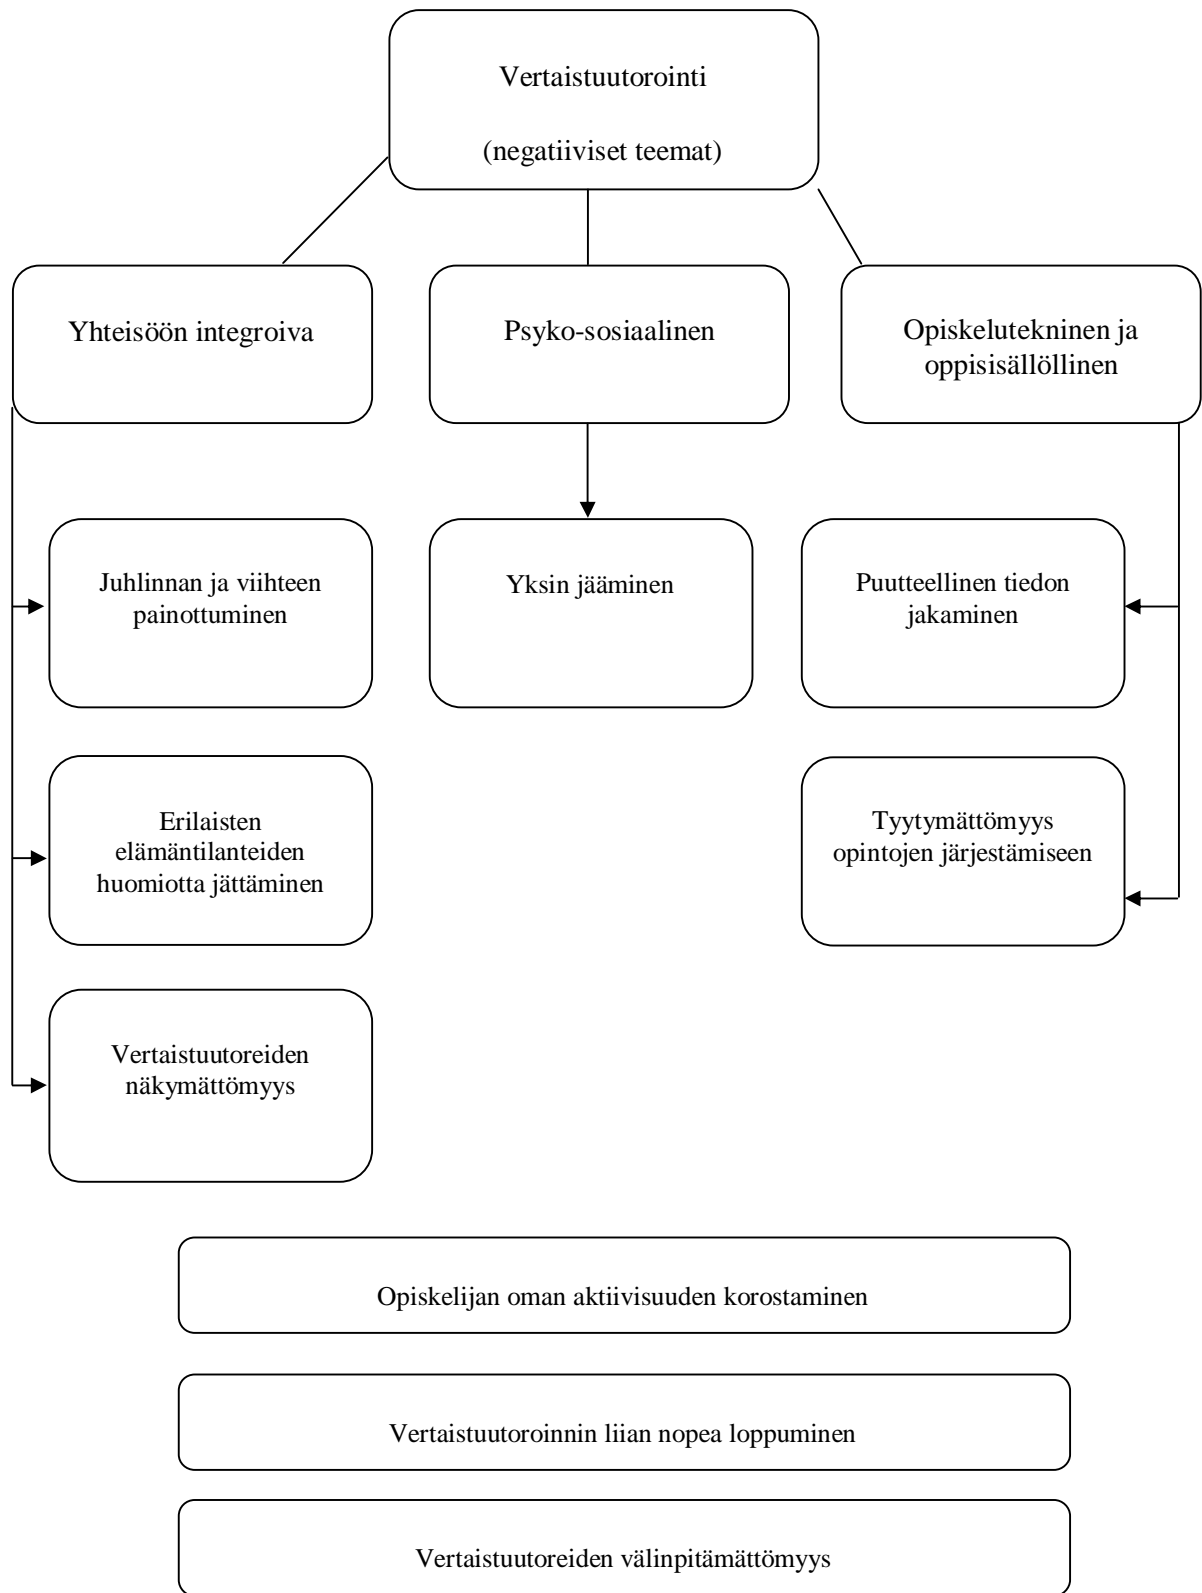 Vertaistuutorointi
(negatiiviset teemat)
Yhteisöön integroiva
Psyko-sosiaalinen
Opiskelutekninen ja
oppisisällöllinen
Juhlinnan ja viihteen
painottuminen
Yksin jääminen
Puutteellinen tiedon
jakaminen
Erilaisten
elämäntilanteiden
huomiotta jättäminen
Tyytymättömyys
opintojen järjestämiseen
Vertaistuutoreiden
näkymättömyys
Opiskelijan oman aktiivisuuden korostaminen
Vertaistuutoroinnin liian nopea loppuminen
Vertaistuutoreiden välinpitämättömyys